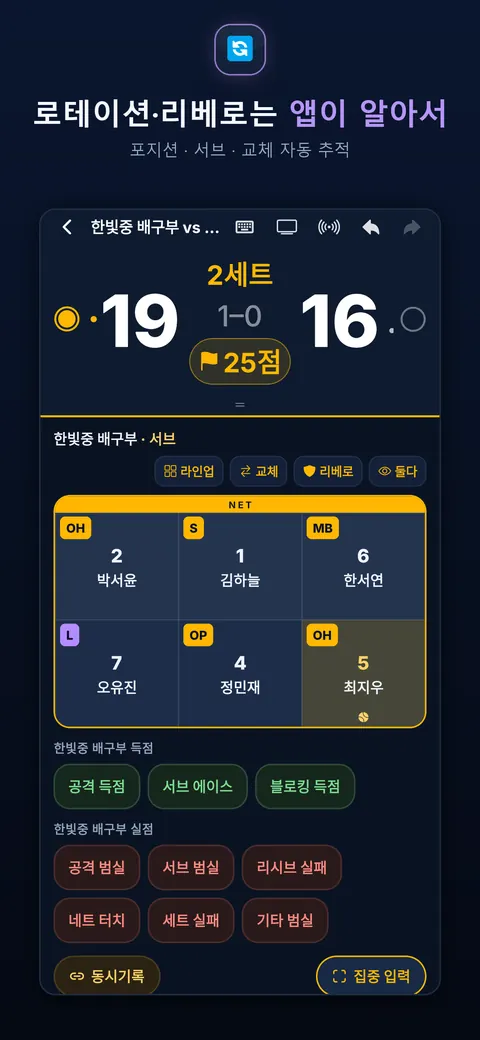 로테이션·리베로는 앱이 알아서
포지션 · 서브 · 교체 자동 추적
한빛중 배구부 vs ...
2세트
19 1–0 16
25점
한빛중 배구부 · 서브
라인업 교체 리베로 둘다
NET
OH S MB
2 1 6
박서윤 김하늘 한서연
L OP OH
7 4 5
오유진 정민재 최지우
한빛중 배구부 득점
공격 득점 서브 에이스 블로킹 득점
한빛중 배구부 실점
공격 범실 서브 범실 리시브 실패
네트 터치 세트 실패 기타 범실
동시기록 집중 입력